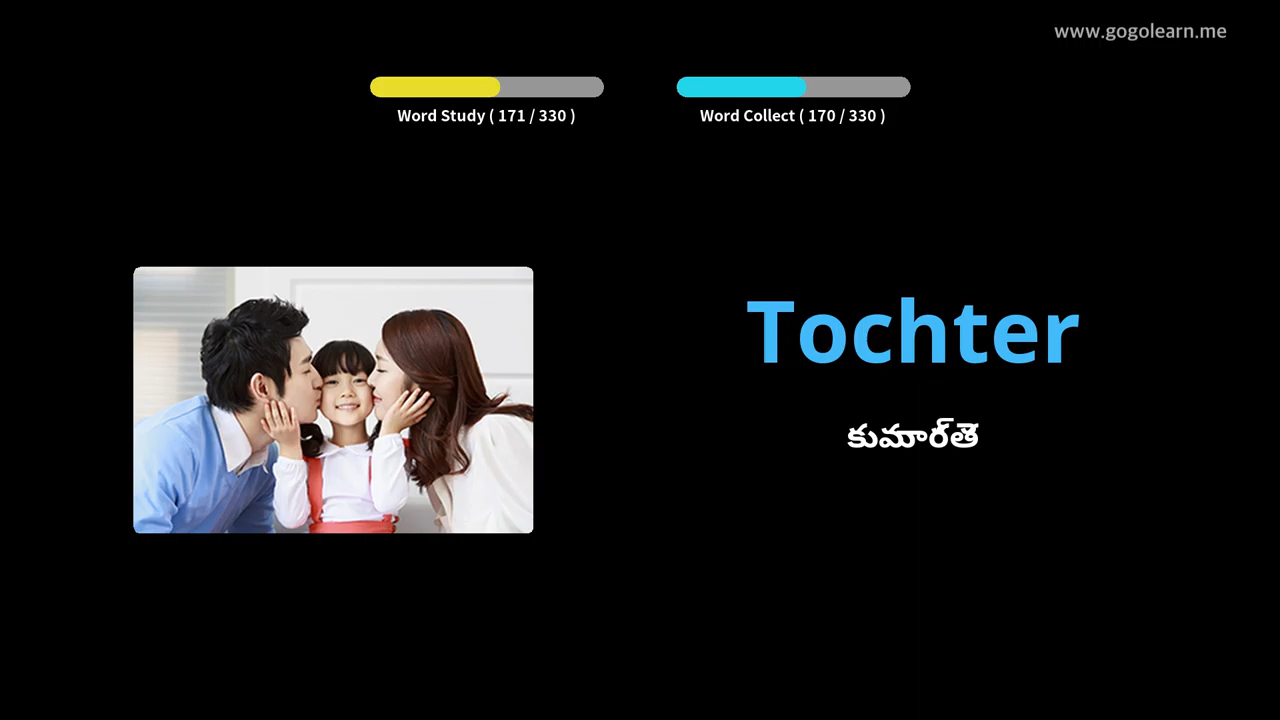 www.gogolearn.me
Word Study ( 171 / 330 )
Word Collect ( 170 / 330 )
Tochter
కుమార్తె